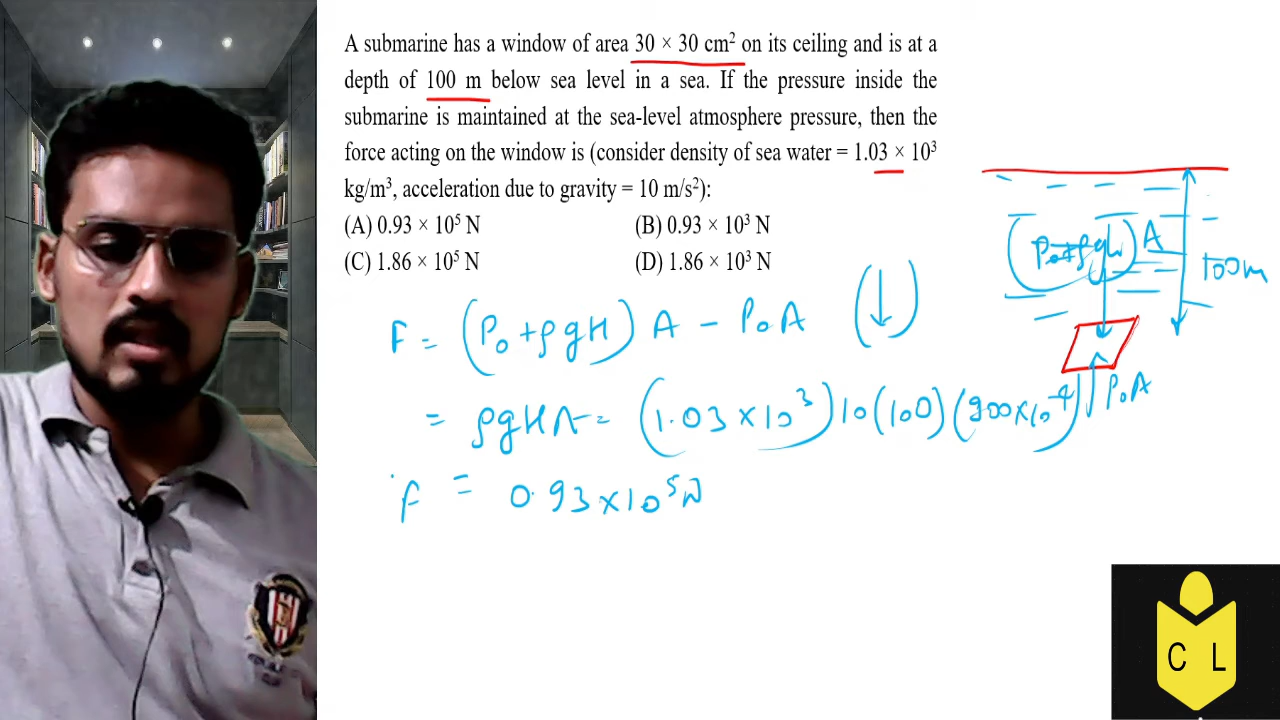 A submarine has a window of area 30 × 30 cm² on its ceiling and is at a
depth of 100 m below sea level in a sea. If the pressure inside the
submarine is maintained at the sea-level atmosphere pressure, then the
force acting on the window is (consider density of sea water = 1.03 × 10³
kg/m³, acceleration due to gravity = 10 m/s²):
(A) 0.93 × 10⁵ N (B) 0.93 × 10³ N
(C) 1.86 × 10⁵ N (D) 1.86 × 10³ N
(P₀+ρgh) A
100m
P₀A
F = (P₀ + ρgH) A − P₀A (↓)
= ρgHA = (1.03 × 10³) 10 (100) (900×10⁻⁴)
F = 0.93 × 10⁵ N
C L